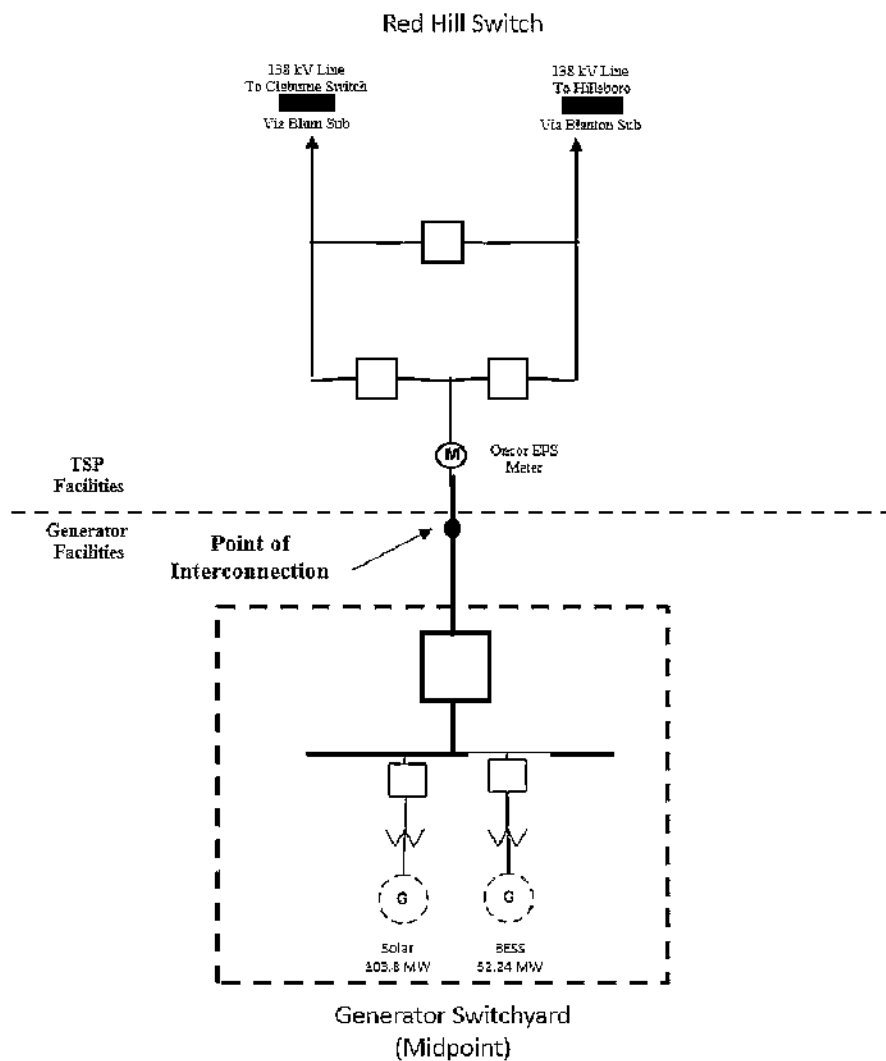 Red Hill Switch
138 kV Line
To Cleburne Switch
Via Blum Sub
138 kV Line
To Hillsboro
Via Blanton Sub
M
Oncor EPS
Meter
TSP
Facilities
Generator
Facilities
Point of
Interconnection
G
G
Solar
103.8 MW
BESS
52.24 MW
Generator Switchyard
(Midpoint)